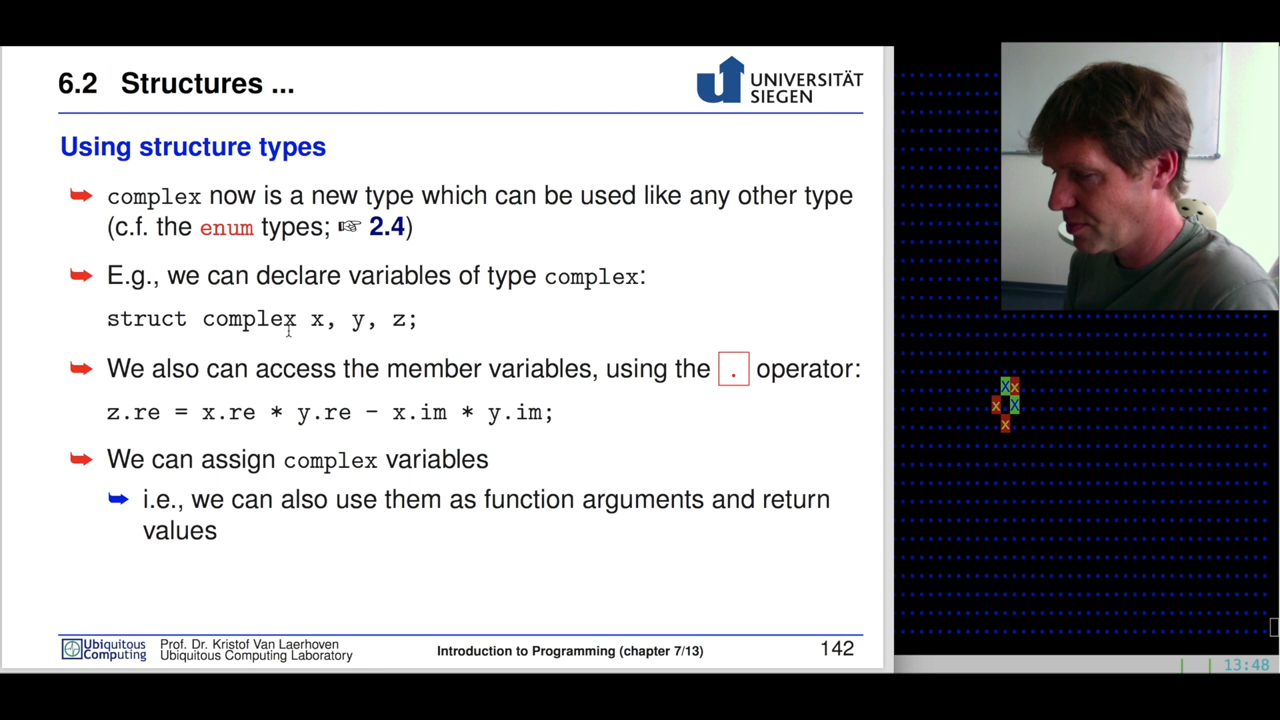 6.2 Structures ...
UNIVERSITÄT
SIEGEN
Using structure types
➥ complex now is a new type which can be used like any other type
(c.f. the enum types; ☞ 2.4)
➥ E.g., we can declare variables of type complex:
struct complex x, y, z;
➥ We also can access the member variables, using the . operator:
z.re = x.re * y.re - x.im * y.im;
➥ We can assign complex variables
➥ i.e., we can also use them as function arguments and return
values
Ubiquitous
Computing
Prof. Dr. Kristof Van Laerhoven
Ubiquitous Computing Laboratory
Introduction to Programming (chapter 7/13)
142
X x
x X
x
13:48